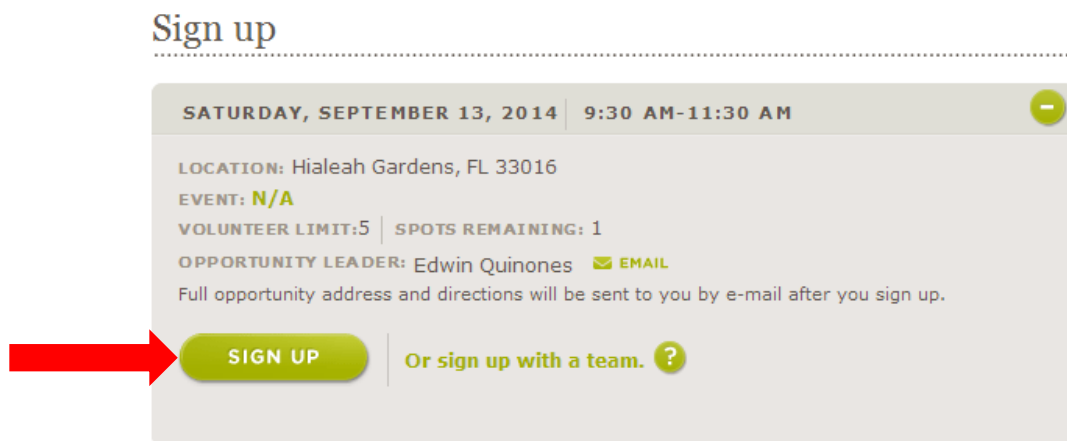 Sign up
SATURDAY, SEPTEMBER 13, 2014 9:30 AM-11:30 AM
LOCATION: Hialeah Gardens, FL 33016
EVENT: N/A
VOLUNTEER LIMIT:5 SPOTS REMAINING: 1
OPPORTUNITY LEADER: Edwin Quinones EMAIL
Full opportunity address and directions will be sent to you by e-mail after you sign up.
SIGN UP Or sign up with a team. ?